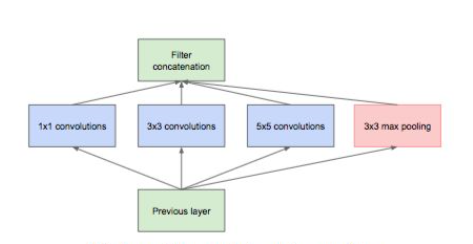 Filter
concatenation
1x1 convolutions
3x3 convolutions
5x5 convolutions
3x3 max pooling
Previous layer